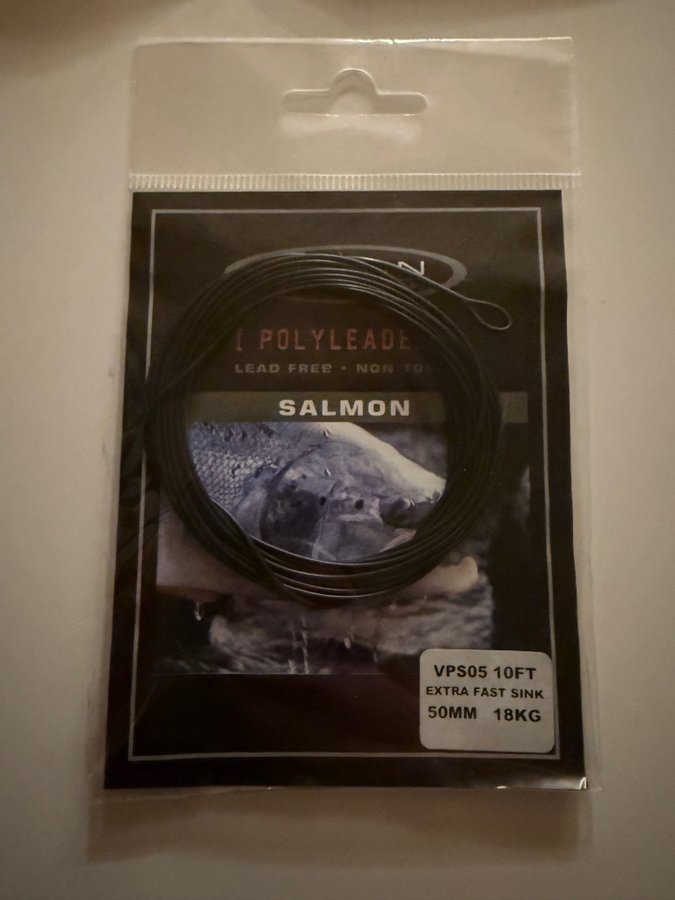 [ POLYLEADE
LEAD FREE • NON TO
SALMON
VPS05 10FT
EXTRA FAST SINK
50MM 18KG